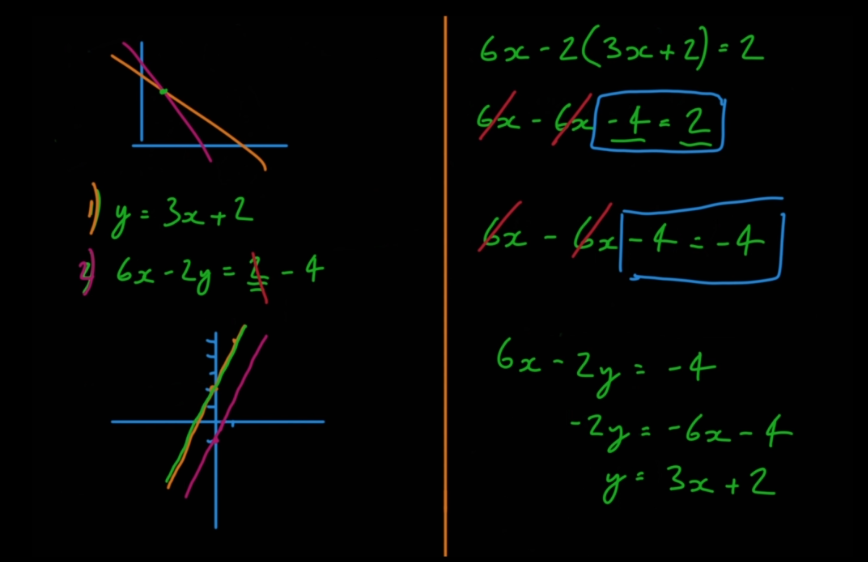 1) y = 3x + 2
2) 6x - 2y = 2 - 4
6x - 2(3x + 2) = 2
6x - 6x - 4 = 2
6x - 6x - 4 = -4
6x - 2y = -4
-2y = -6x - 4
y = 3x + 2